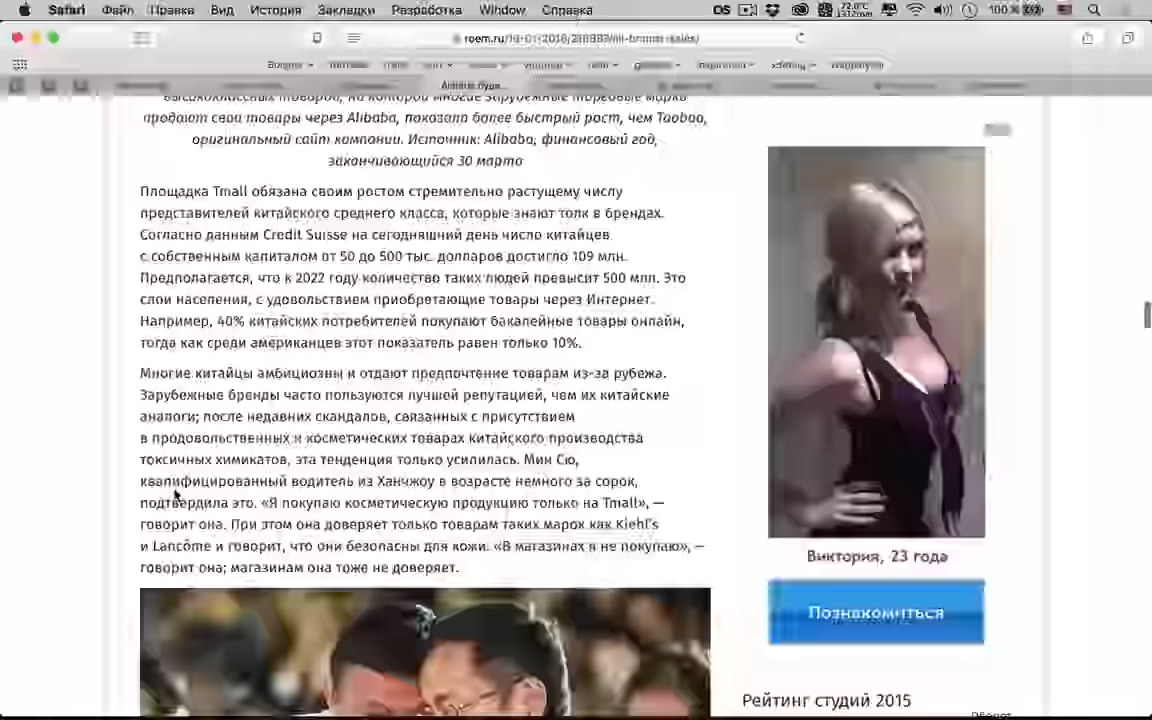 Safari Файл Правка Вид История Закладки Разработка Window Справка
100 %
высококлассных товаров, на которой многие зарубежные торговые марки
продают свои товары через Alibaba, показала более быстрый рост, чем Taobao,
оригинальный сайт компании. Источник: Alibaba, финансовый год,
заканчивающийся 30 марта
Площадка Tmall обязана своим ростом стремительно растущему числу
представителей китайского среднего класса, которые знают толк в брендах.
Согласно данным Credit Suisse на сегодняшний день число китайцев
с собственным капиталом от 50 до 500 тыс. долларов достигло 109 млн.
Предполагается, что к 2022 году количество таких людей превысит 500 млн. Это
слои населения, с удовольствием приобретающие товары через Интернет.
Например, 40% китайских потребителей покупают бакалейные товары онлайн,
тогда как среди американцев этот показатель равен только 10%.
Многие китайцы амбициозны и отдают предпочтение товарам из-за рубежа.
Зарубежные бренды часто пользуются лучшей репутацией, чем их китайские
аналоги; после недавних скандалов, связанных с присутствием
в продовольственных и косметических товарах китайского производства
токсичных химикатов, эта тенденция только усилилась. Мин Сю,
квалифицированный водитель из Ханчжоу в возрасте немного за сорок,
подтвердила это. «Я покупаю косметическую продукцию только на Tmall», —
говорит она. При этом она доверяет только товарам таких марок как Kiehl's
и Lancôme и говорит, что они безопасны для кожи. «В магазинах я не покупаю», —
говорит она; магазинам она тоже не доверяет.
Виктория, 23 года
Познакомиться
Рейтинг студий 2015